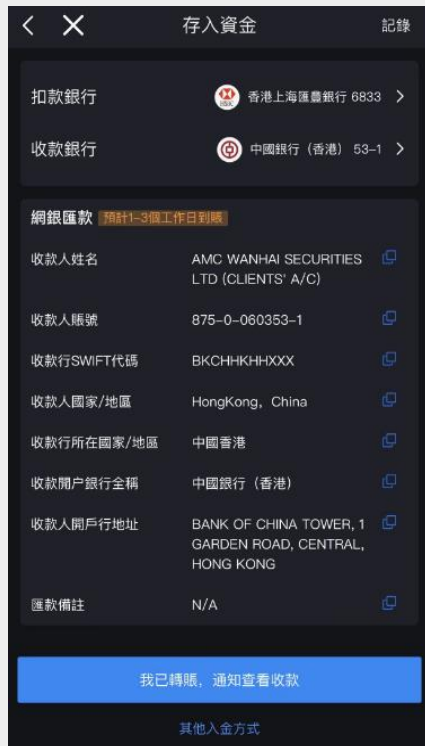 存入資金
記錄
扣款銀行
香港上海匯豐銀行 6833
收款銀行
中國銀行（香港） 53-1
網銀匯款 預計1-3個工作日到賬
收款人姓名
AMC WANHAI SECURITIES
LTD (CLIENTS' A/C)
收款人賬號
875-0-060353-1
收款行SWIFT代碼
BKCHHKHHXXX
收款人國家/地區
HongKong, China
收款行所在國家/地區
中國香港
收款開户銀行全稱
中國銀行（香港）
收款人開戶行地址
BANK OF CHINA TOWER, 1
GARDEN ROAD, CENTRAL,
HONG KONG
匯款備註
N/A
我已轉賬，通知查看收款
其他入金方式